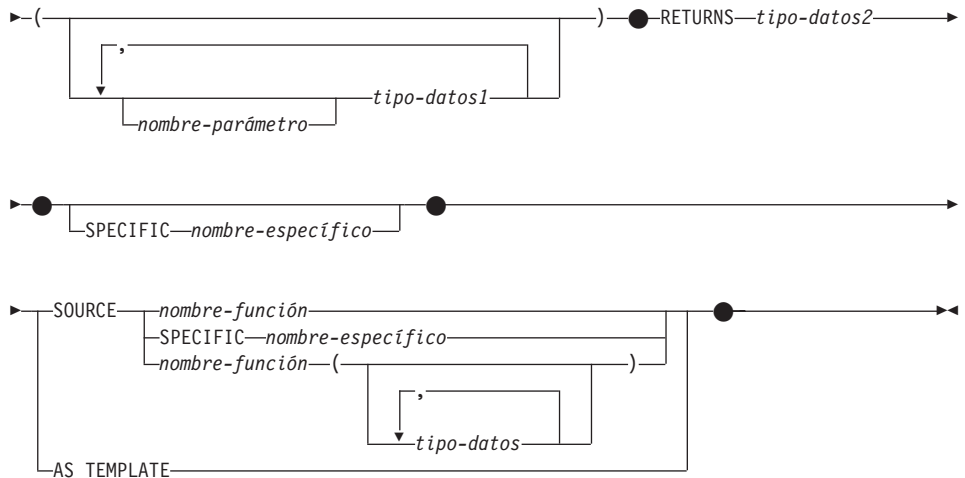 ( ) RETURNS tipo-datos2
,
tipo-datos1
nombre-parámetro
SPECIFIC nombre-específico
SOURCE nombre-función
SPECIFIC nombre-específico
nombre-función ( )
,
tipo-datos
AS TEMPLATE